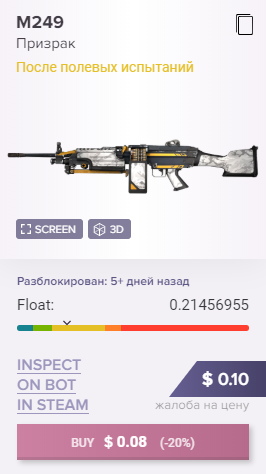 M249
Призрак
После полевых испытаний
SCREEN 3D
Разблокирован: 5+ дней назад
Float: 0.21456955
INSPECT
ON BOT
IN STEAM
$ 0.10
жалоба на цену
BUY $ 0.08 (-20%)